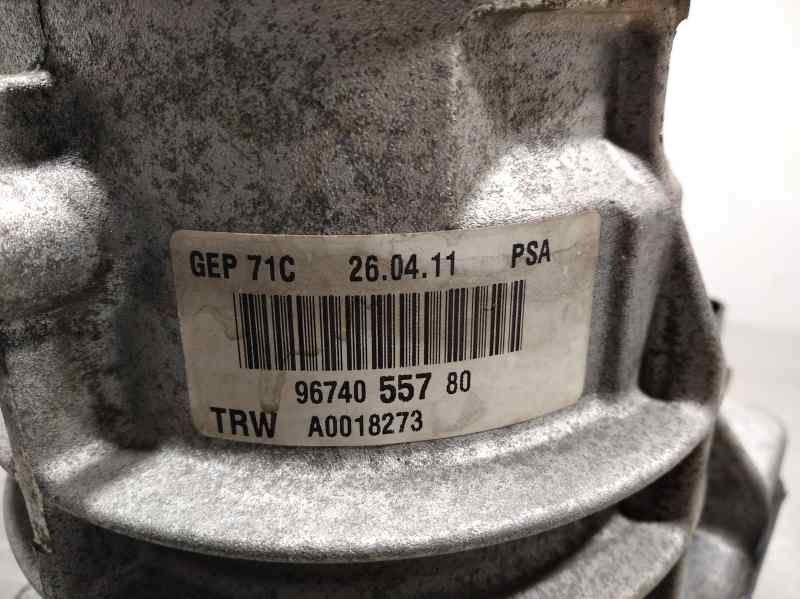 GEP 71C 26.04.11 PSA
96740 557 80
TRW A0018273